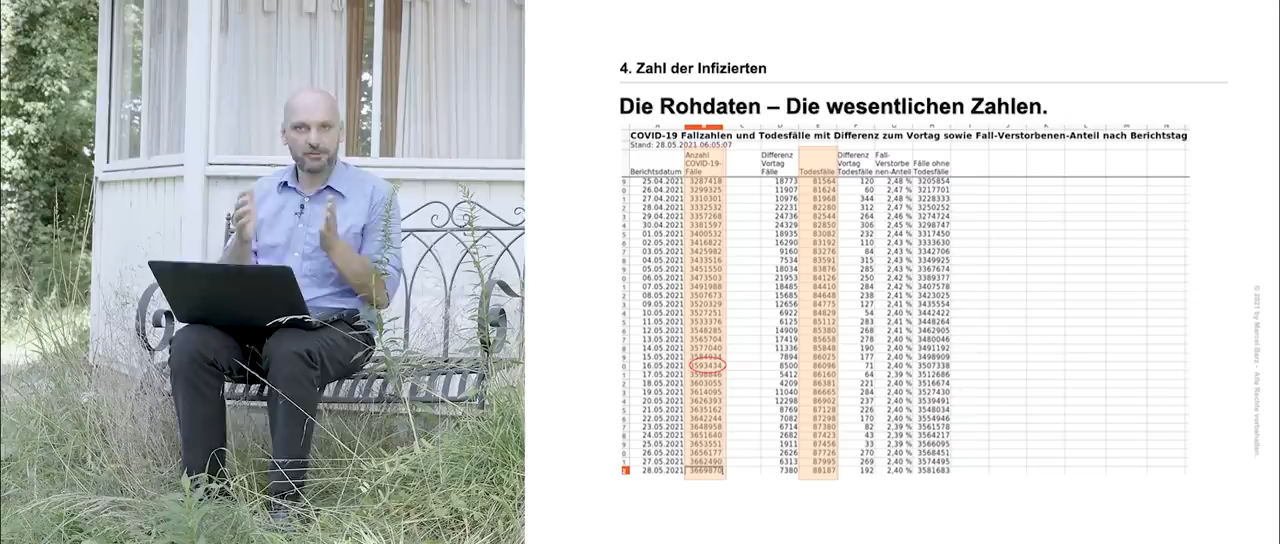 4. Zahl der Infizierten
Die Rohdaten – Die wesentlichen Zahlen.
COVID-19 Fallzahlen und Todesfälle mit Differenz zum Vortag sowie Fall-Verstorbenen-Anteil nach Berichtstag
Stand: 28.05.2021 06:05:07
Berichtsdatum Anzahl COVID-19-Fälle Differenz Vortag Fälle Todesfälle Differenz Vortag Todesfälle Fall-Verstorbenen-Anteil Fälle ohne Todesfälle
25.04.2021 3287418 18773 81564 120 2,48 % 3205854
26.04.2021 3299325 11907 81624 60 2,47 % 3217701
27.04.2021 3310301 10976 81968 344 2,48 % 3228333
28.04.2021 3332532 22231 82280 312 2,47 % 3250252
29.04.2021 3357268 24736 82544 264 2,46 % 3274724
30.04.2021 3381597 24329 82850 306 2,45 % 3298747
01.05.2021 3400532 18935 83082 232 2,44 % 3317450
02.05.2021 3416822 16290 83192 110 2,43 % 3333630
03.05.2021 3425982 9160 83276 84 2,43 % 3342706
04.05.2021 3433516 7534 83591 315 2,43 % 3349925
05.05.2021 3451550 18034 83876 285 2,43 % 3367674
06.05.2021 3473503 21953 84126 250 2,42 % 3389377
07.05.2021 3491988 18485 84410 284 2,42 % 3407578
08.05.2021 3507673 15685 84648 238 2,41 % 3423025
09.05.2021 3520329 12656 84775 127 2,41 % 3435554
10.05.2021 3527251 6922 84829 54 2,40 % 3442422
11.05.2021 3533376 6125 85112 283 2,41 % 3448264
12.05.2021 3548285 14909 85380 268 2,41 % 3462905
13.05.2021 3565704 17419 85658 278 2,40 % 3480046
14.05.2021 3577040 11336 85848 190 2,40 % 3491192
15.05.2021 3584934 7894 86025 177 2,40 % 3498909
16.05.2021 3593434 8500 86096 71 2,40 % 3507338
17.05.2021 3598846 5412 86160 64 2,39 % 3512686
18.05.2021 3603055 4209 86381 221 2,40 % 3516674
19.05.2021 3614095 11040 86665 284 2,40 % 3527430
20.05.2021 3626393 12298 86902 237 2,40 % 3539491
21.05.2021 3635162 8769 87128 226 2,40 % 3548034
22.05.2021 3642244 7082 87298 170 2,40 % 3554946
23.05.2021 3648958 6714 87380 82 2,39 % 3561578
24.05.2021 3651640 2682 87423 43 2,39 % 3564217
25.05.2021 3653551 1911 87456 33 2,39 % 3566095
26.05.2021 3656177 2626 87726 270 2,40 % 3568451
27.05.2021 3662490 6313 87995 269 2,40 % 3574495
28.05.2021 3669870 7380 88187 192 2,40 % 3581683
© 2021 by Marcel Barz - Alle Rechte vorbehalten.